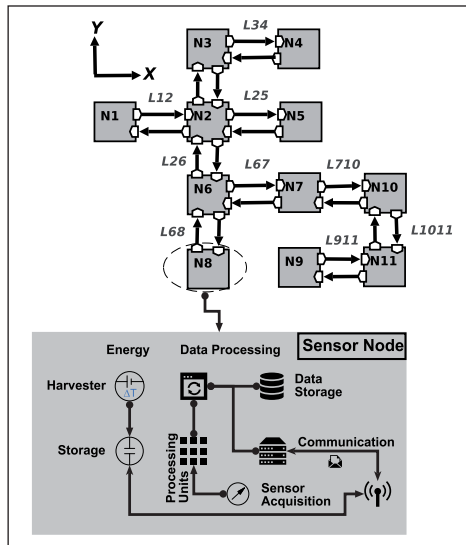 Y
X
N3
L34
N4
N1
L12
N2
L25
N5
L26
N6
L67
N7
L710
N10
L68
L1011
N8
N9
L911
N11
Sensor Node
Energy
Data Processing
Harvester
ΔT
Data
Storage
Storage
Processing
Units
Communication
Sensor
Acquisition